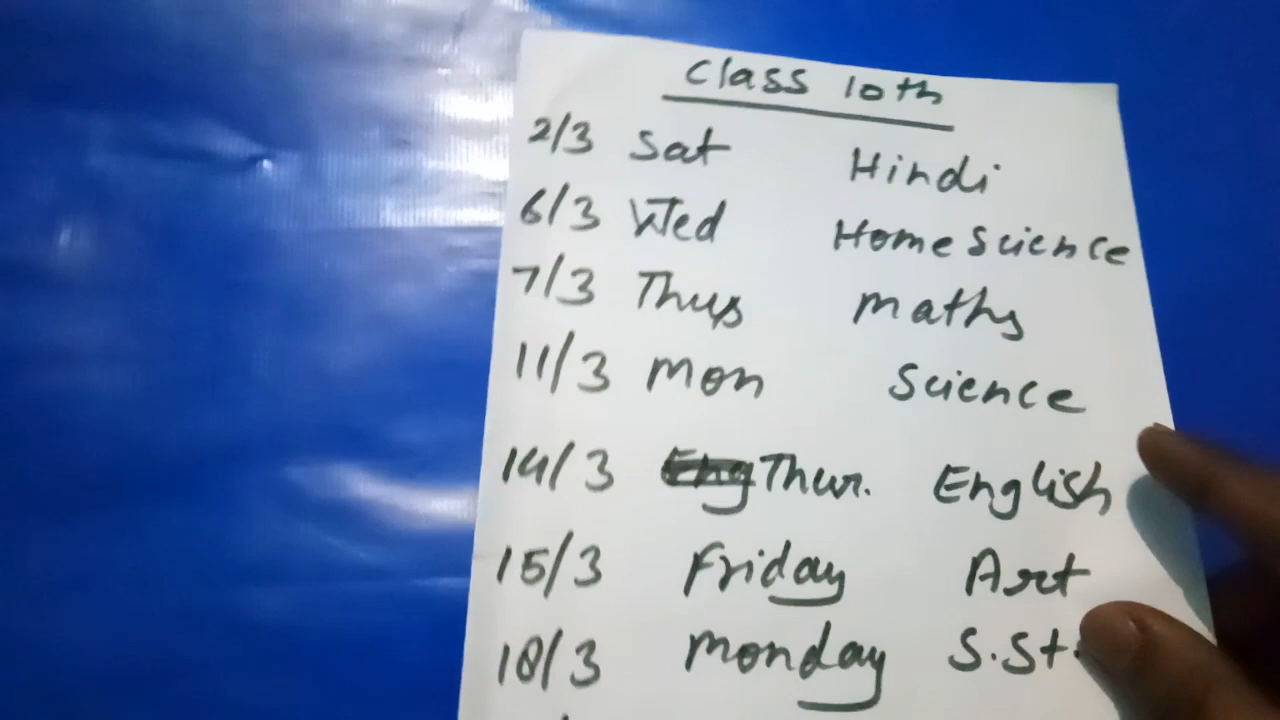 Class 10th
2/3 Sat Hindi
6/3 Wed Home Science
7/3 Thus maths
11/3 Mon Science
14/3 Thur. English
15/3 Friday Art
18/3 Monday S.St.